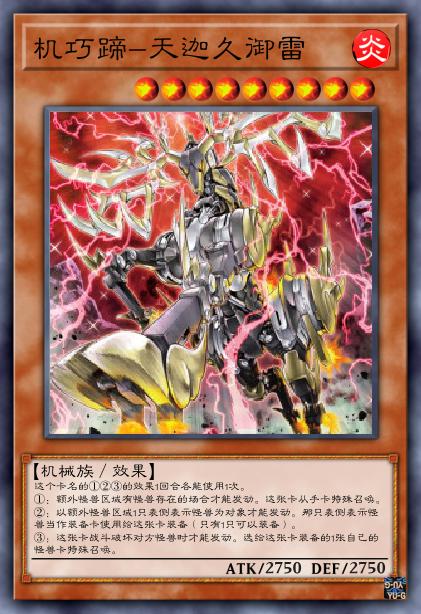 机巧蹄-天迦久御雷
炎
【机械族/效果】
这个卡名的①②③的效果1回合各能使用1次。
①：额外怪兽区域有怪兽存在的场合才能发动。这张卡从手卡特殊召唤。
②：以额外怪兽区域1只表侧表示怪兽为对象才能发动。那只表侧表示怪
兽当作装备卡使用给这张卡装备（只有1只可以装备）。
③：这张卡战斗破坏对方怪兽时才能发动。选给这张卡装备的1张自己的
怪兽卡特殊召唤。
ATK/2750 DEF/2750